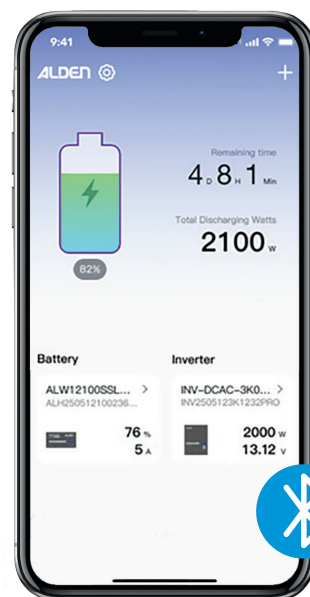 9:41
ALDEN
Remaining time
4 D 8 H 1 Min
Total Discharging Watts
2100 W
82%
Battery
Inverter
ALW12100SSL... >
ALH250512100236...
76 %
5 A
INV-DCAC-3K0... >
INV2505123K1232PRO
2000 W
13.12 V